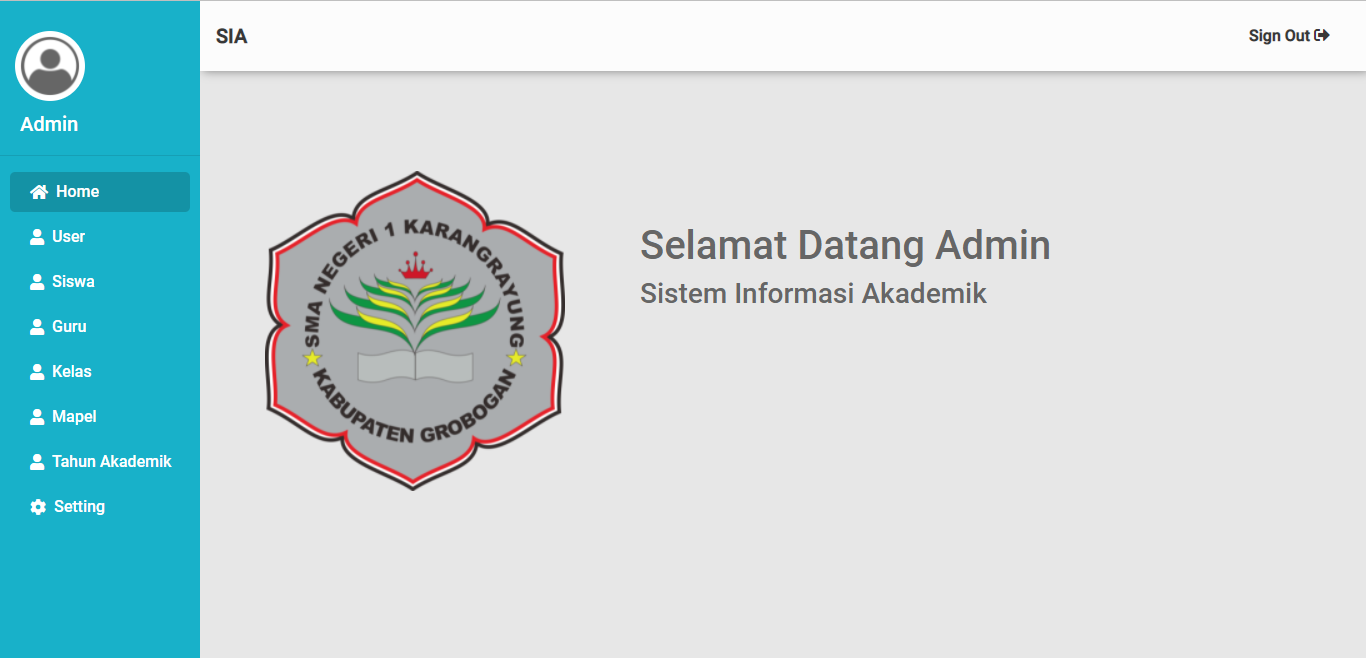 SIA
Sign Out
Admin
Home
User
Siswa
Guru
Kelas
Mapel
Tahun Akademik
Setting
SMA NEGERI 1 KARANGRAYUNG
KABUPATEN GROBOGAN
Selamat Datang Admin
Sistem Informasi Akademik